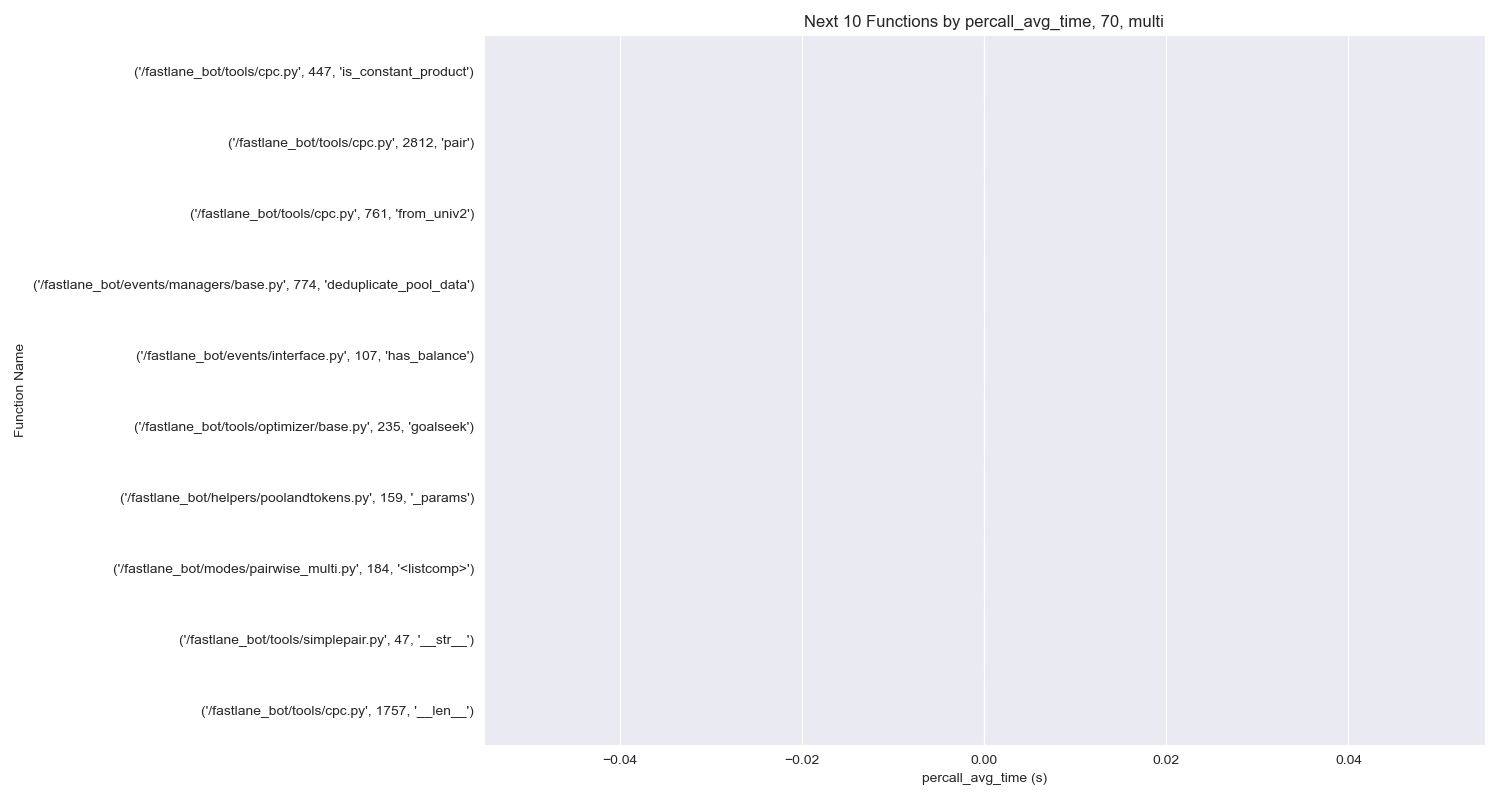 Next 10 Functions by percall_avg_time, 70, multi
('/fastlane_bot/tools/cpc.py', 447, 'is_constant_product')
('/fastlane_bot/tools/cpc.py', 2812, 'pair')
('/fastlane_bot/tools/cpc.py', 761, 'from_univ2')
('/fastlane_bot/events/managers/base.py', 774, 'deduplicate_pool_data')
('/fastlane_bot/events/interface.py', 107, 'has_balance')
('/fastlane_bot/tools/optimizer/base.py', 235, 'goalseek')
('/fastlane_bot/helpers/poolandtokens.py', 159, '_params')
('/fastlane_bot/modes/pairwise_multi.py', 184, '<listcomp>')
('/fastlane_bot/tools/simplepair.py', 47, '__str__')
('/fastlane_bot/tools/cpc.py', 1757, '__len__')
Function Name
−0.04 −0.02 0.00 0.02 0.04
percall_avg_time (s)